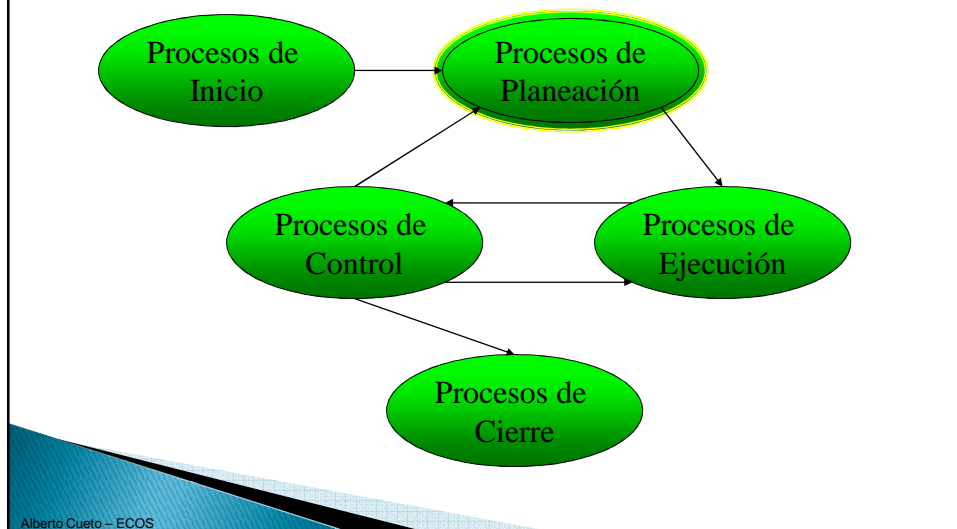 Procesos de
Inicio
Procesos de
Planeación
Procesos de
Control
Procesos de
Ejecución
Procesos de
Cierre
Alberto Cueto – ECOS